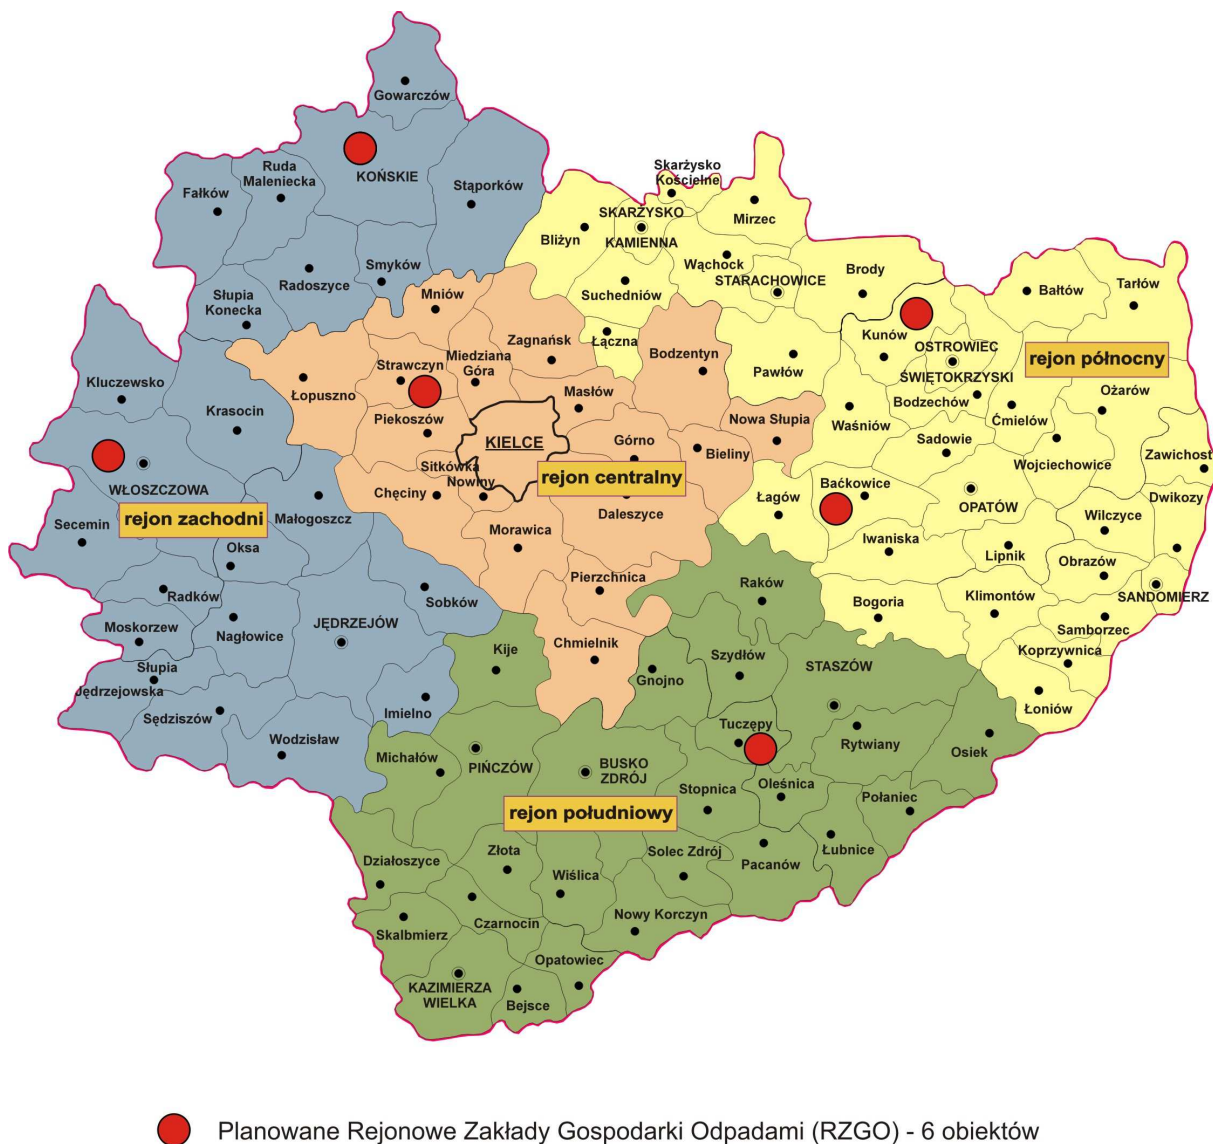 Gowarczów
KOŃSKIE
Ruda
Maleniecka
Fałków
Stąporków
Radoszyce
Smyków
Słupia
Konecka
Skarżysko
Kościelne
SKARŻYSKO
KAMIENNA
Bliżyn
Mirzec
Wąchock
STARACHOWICE
Suchedniów
Łączna
Brody
Kunów
OSTROWIEC
ŚWIĘTOKRZYSKI
Bałtów
Tarłów
rejon północny
Bodzechów
Ćmielów
Ożarów
Pawłów
Waśniów
Sadowie
Wojciechowice
Zawichost
Dwikozy
Mniów
Zagnańsk
Bodzentyn
Strawczyn
Miedziana
Góra
Łopuszno
Masłów
Piekoszów
KIELCE
Górno
Nowa Słupia
Bieliny
Sitkówka
Nowiny
rejon centralny
Chęciny
Daleszyce
Morawica
Pierzchnica
Chmielnik
Łagów
Baćkowice
OPATÓW
Wilczyce
Iwaniska
Lipnik
Obrazów
SANDOMIERZ
Bogoria
Klimontów
Samborzec
Koprzywnica
Łoniów
Kluczewsko
Krasocin
WŁOSZCZOWA
rejon zachodni
Secemin
Małogoszcz
Oksa
Radków
Moskorzew
Nagłowice
JĘDRZEJÓW
Sobków
Słupia
Jędrzejowska
Sędziszów
Imielno
Wodzisław
Raków
Kije
Szydłów
STASZÓW
Gnojno
Tuczępy
Rytwiany
Osiek
Michałów
PIŃCZÓW
BUSKO
ZDRÓJ
Stopnica
Oleśnica
Połaniec
rejon południowy
Działoszyce
Złota
Wiślica
Solec Zdrój
Pacanów
Łubnice
Skalbmierz
Czarnocin
Nowy Korczyn
Opatowiec
KAZIMIERZA
WIELKA
Bejsce
Planowane Rejonowe Zakłady Gospodarki Odpadami (RZGO) - 6 obiektów